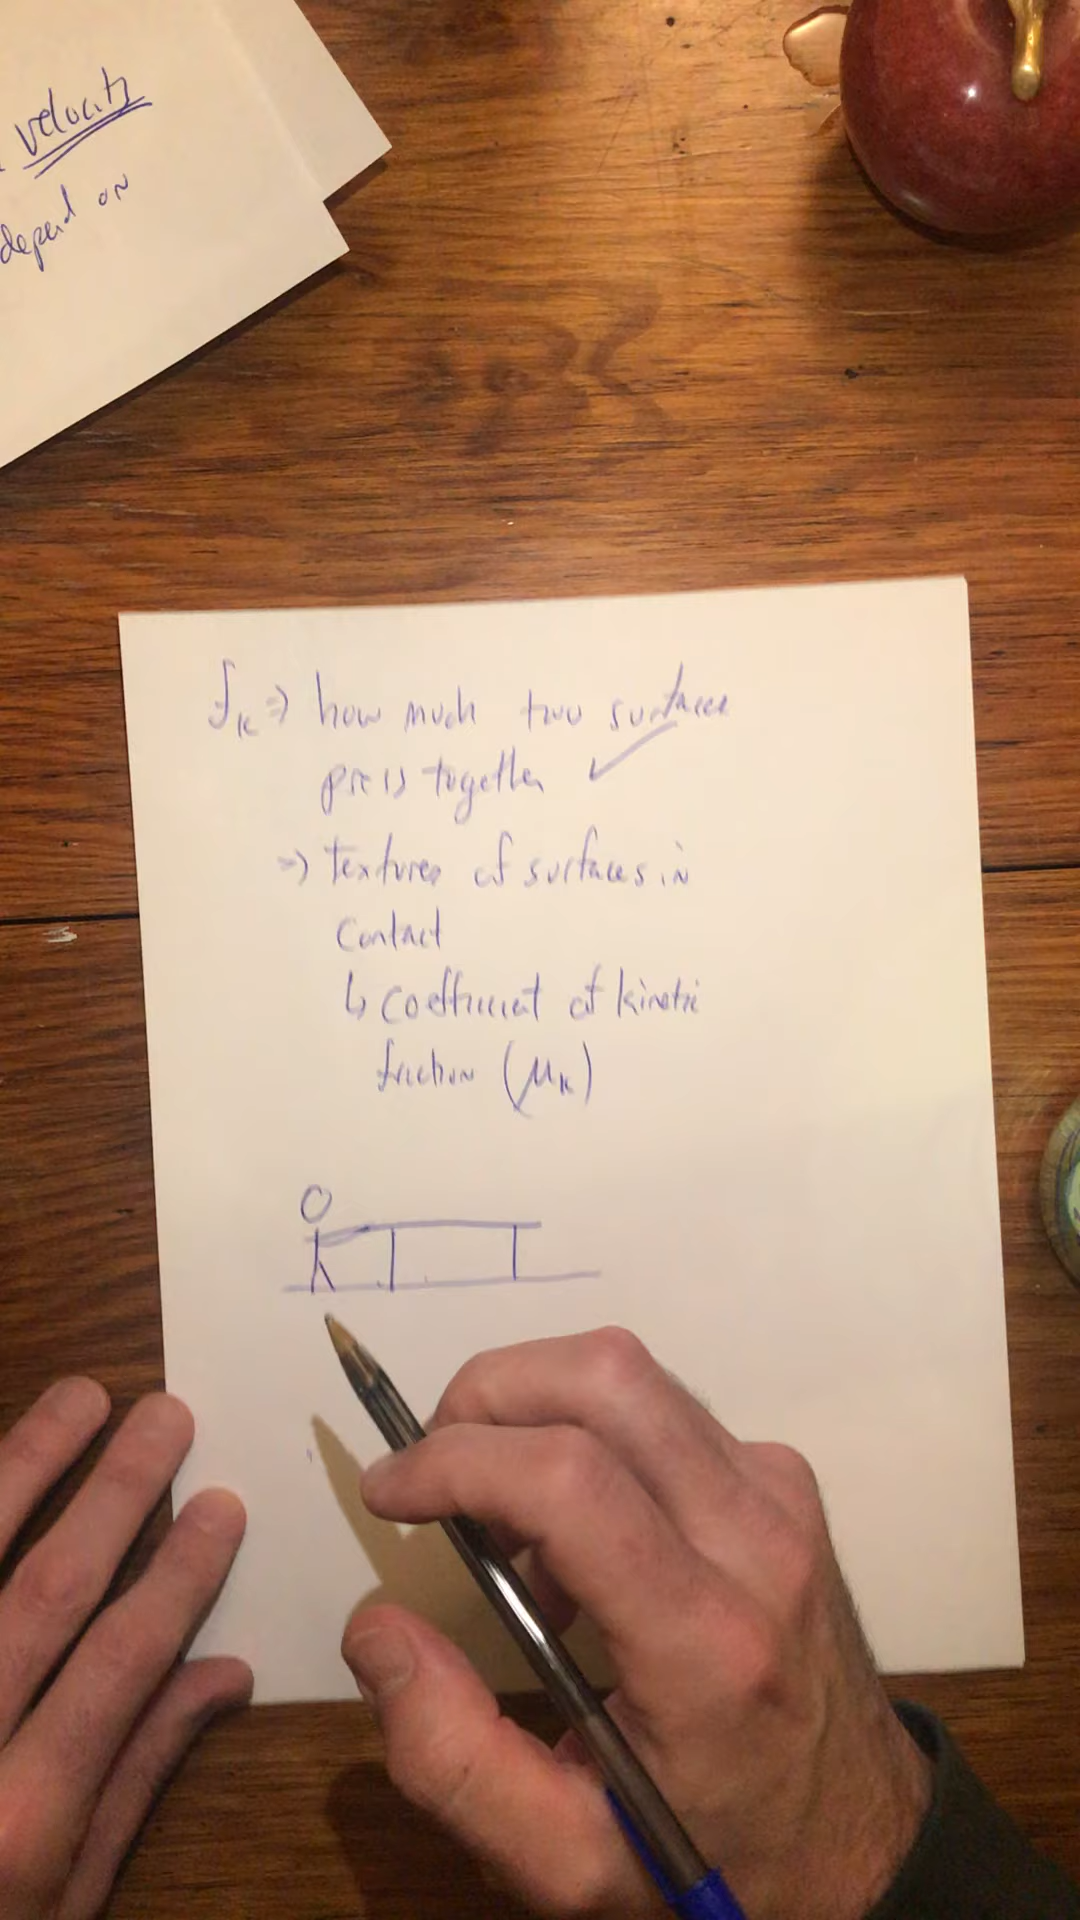 velocity
depend on
fk => how much two surfaces
press together ✓
=> textures of surfaces in
contact
↳ coefficient of kinetic
friction (μk)